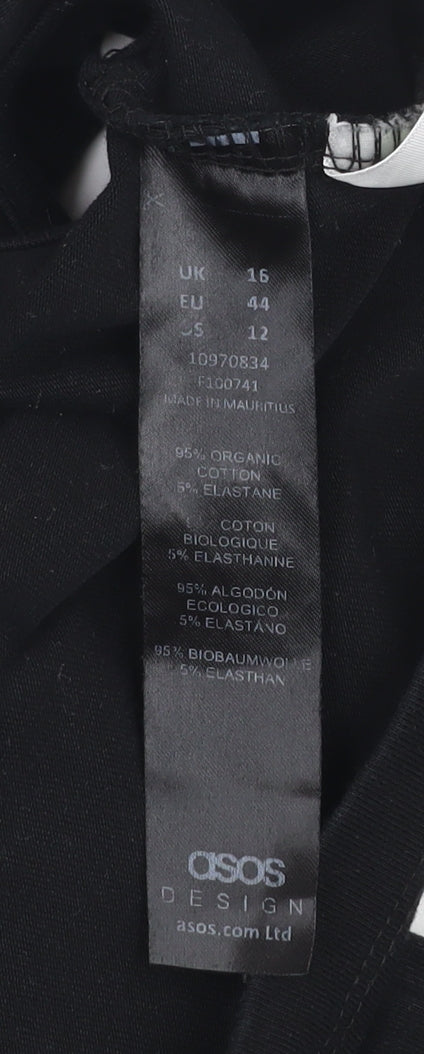 UK 16
EU 44
US 12
10970834
F100741
MADE IN MAURITIUS
95% ORGANIC
COTTON
5% ELASTANE
COTON
BIOLOGIQUE
5% ELASTHANNE
95% ALGODÓN
ECOLOGICO
5% ELASTANO
95% BIOBAUMWOLLE
5% ELASTHAN
asos
DESIGN
asos.com Ltd